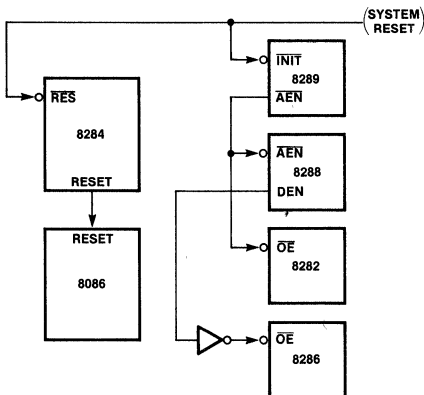 (SYSTEM
RESET)
INIT
8289
AEN
RES
8284
RESET
AEN
8288
DEN
RESET
8086
OE
8282
OE
8286